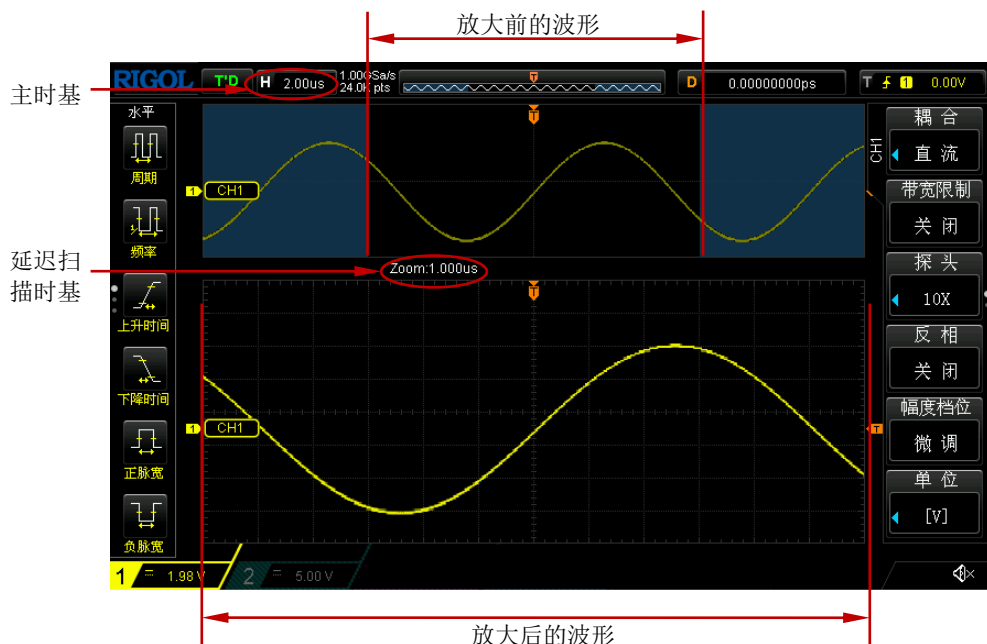 放大前的波形
主时基
RIGOL T'D H 2.00us 1.00GSa/s 24.0K pts T D 0.00000000ps T 1 0.00V
水平
周期
频率
上升时间
下降时间
正脉宽
负脉宽
T
1 CH1
延迟扫
描时基
Zoom:1.000us
T
1 CH1
T
CH1
耦合
直流
带宽限制
关闭
探头
10X
反相
关闭
幅度档位
微调
单位
[V]
1 1.98 V 2 5.00 V
放大后的波形